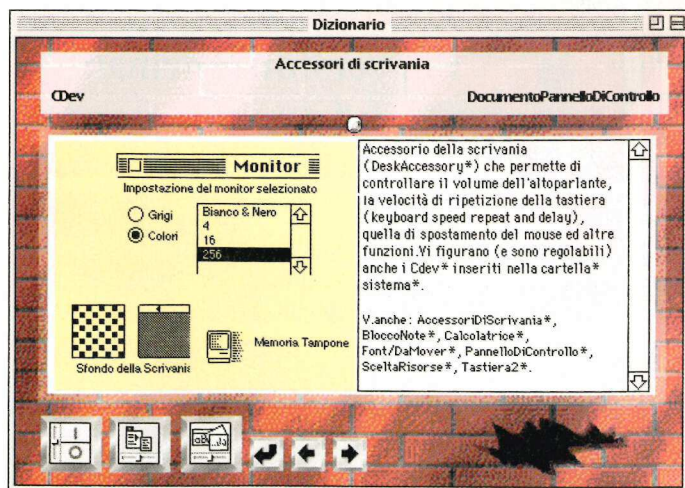 Dizionario
Accessori di scrivania
CDev
DocumentoPannelloDiControllo
Monitor
Impostazione del monitor selezionato
Grigi
Colori
Bianco & Nero
4
16
256
Sfondo della Scrivania
Memoria Tampone
Accessorio della scrivania
(DeskAccessory*) che permette di
controllare il volume dell'altoparlante,
la velocità di ripetizione della tastiera
(keyboard speed repeat and delay),
quella di spostamento del mouse ed altre
funzioni.Vi figurano (e sono regolabili)
anche i Cdev* inseriti nella cartella*
sistema*.
V.anche: AccessoriDiScrivania*,
BloccoNote*, Calcolatrice*,
Font/DaMover*, PannelloDiControllo*,
SceltaRisorse*, Tastiera2*.